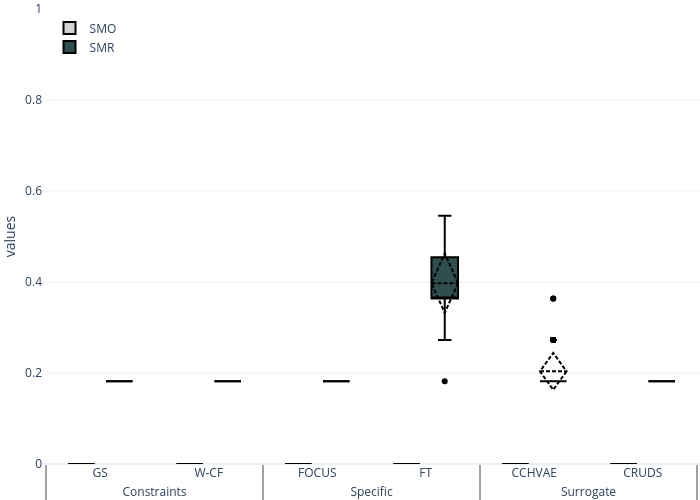 1
SMO
SMR
0.8
0.6
values
0.4
0.2
0
GS W-CF FOCUS FT CCHVAE CRUDS
Constraints Specific Surrogate